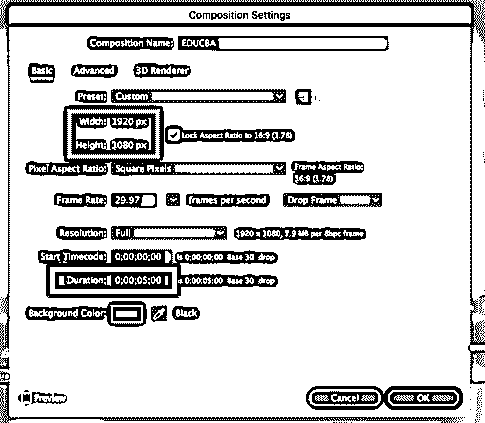 Composition Settings
Composition Name: EDUCBA
Basic Advanced 3D Renderer
Preset: Custom
Width: 1920 px
Lock Aspect Ratio to 16:9 (1.78)
Height: 1080 px
Pixel Aspect Ratio: Square Pixels
Frame Aspect Ratio:
16:9 (1.78)
Frame Rate: 29.97 frames per second Drop Frame
Resolution: Full 1920 x 1080, 7.9 MB per 8bpc frame
Start Timecode: 0;00;00;00 is 0;00;00;00 Base 30 drop
Duration: 0;00;05;00 is 0;00;05;00 Base 30 drop
Background Color: Black
Preview Cancel OK